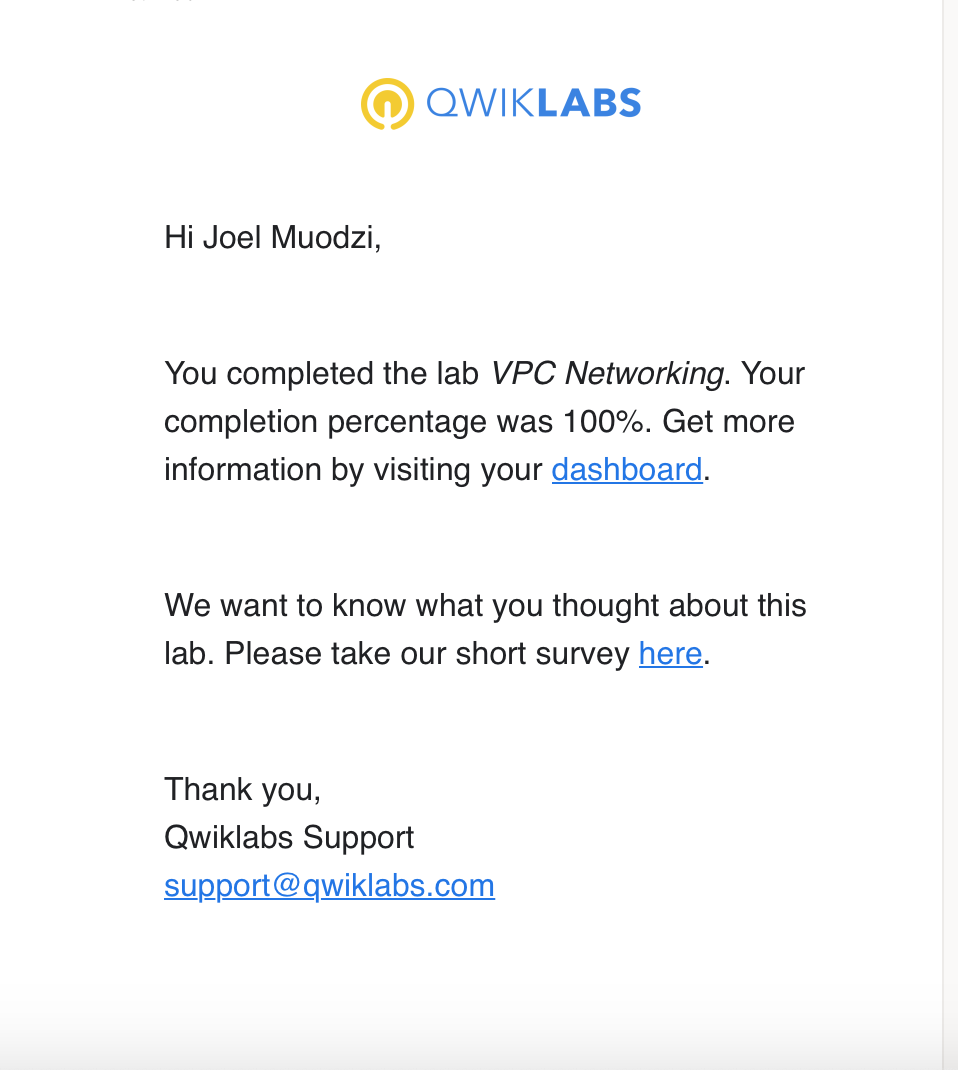 QWIKLABS
Hi Joel Muodzi,
You completed the lab VPC Networking. Your
completion percentage was 100%. Get more
information by visiting your dashboard.
We want to know what you thought about this
lab. Please take our short survey here.
Thank you,
Qwiklabs Support
support@qwiklabs.com